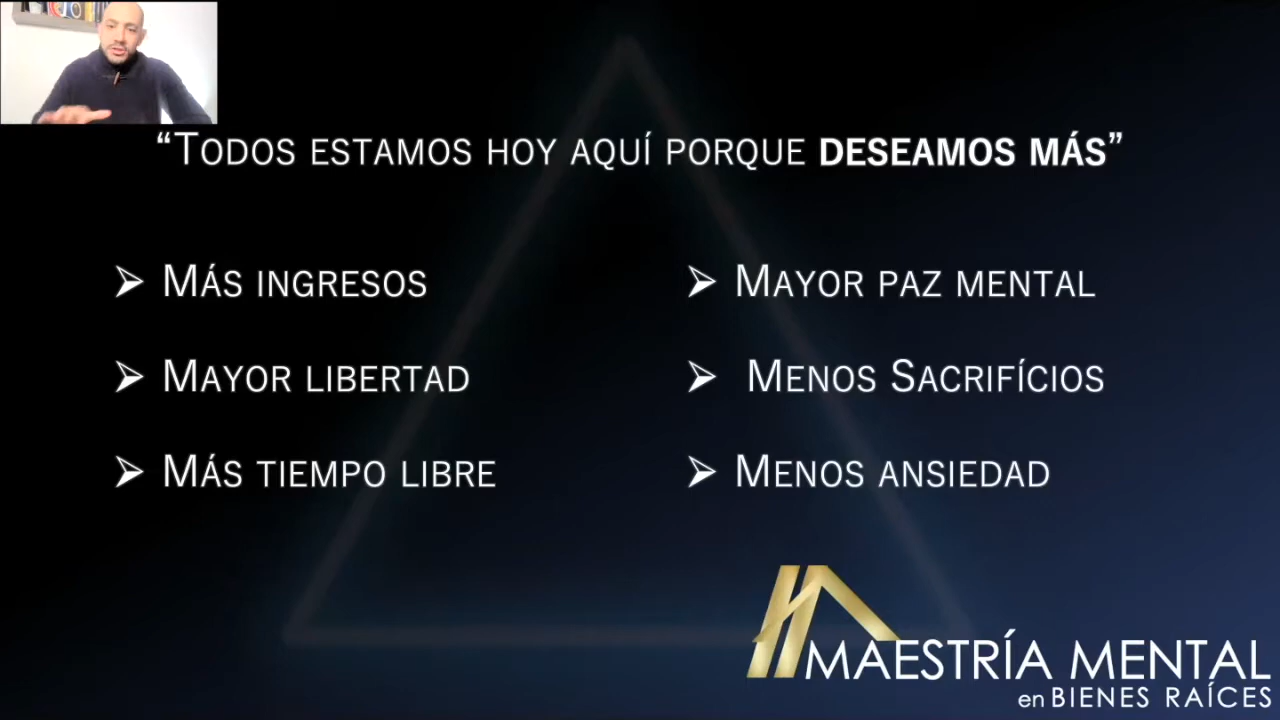 “Todos estamos hoy aquí porque DESEAMOS MÁS”
➢ Más ingresos
➢ Mayor libertad
➢ Más tiempo libre
➢ Mayor paz mental
➢ Menos Sacrifícios
➢ Menos ansiedad
MAESTRÍA MENTAL
en BIENES RAÍCES